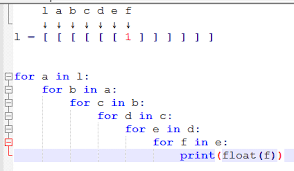 l a b c d e f
↓ ↓ ↓ ↓ ↓ ↓ ↓
l = [ [ [ [ [ [ 1 ] ] ] ] ] ]
for a in l:
for b in a:
for c in b:
for d in c:
for e in d:
for f in e:
print(float(f))